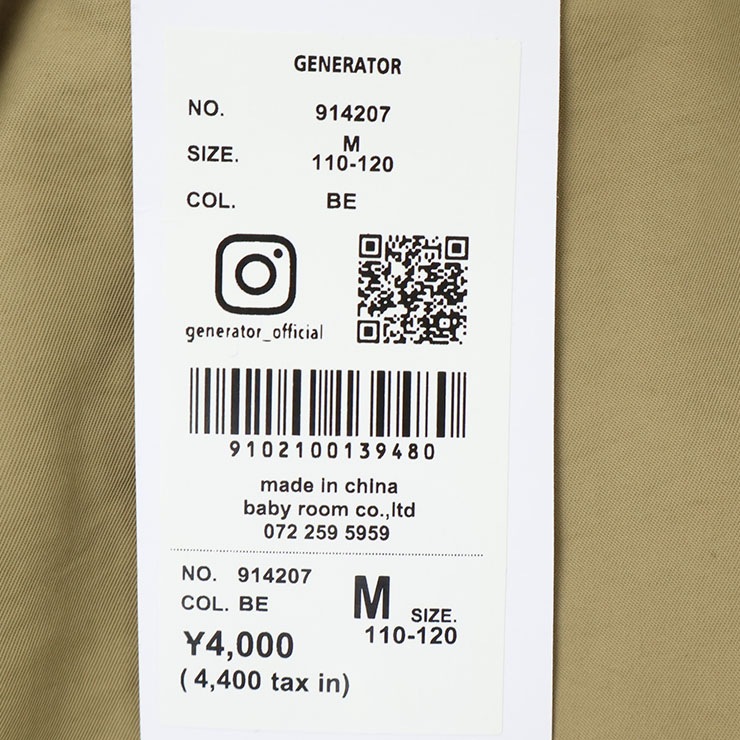 GENERATOR
NO. 914207
SIZE. M 110-120
COL. BE
generator_official
9102100139480
made in china
baby room co.,ltd
072 259 5959
NO. 914207
COL. BE
M SIZE.
110-120
¥4,000
( 4,400 tax in)